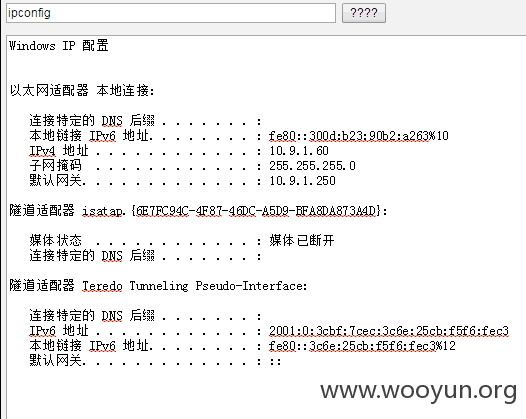 ipconfig
????
Windows IP 配置
以太网适配器 本地连接:
连接特定的 DNS 后缀 . . . . . . . :
本地链接 IPv6 地址. . . . . . . . : fe80::300d:b23:90b2:a263%10
IPv4 地址 . . . . . . . . . . . . : 10.9.1.60
子网掩码 . . . . . . . . . . . . : 255.255.255.0
默认网关. . . . . . . . . . . . . : 10.9.1.250
隧道适配器 isatap.{6E7FC94C-4F87-46DC-A5D9-BFA8DA873A4D}:
媒体状态 . . . . . . . . . . . . : 媒体已断开
连接特定的 DNS 后缀 . . . . . . . :
隧道适配器 Teredo Tunneling Pseudo-Interface:
连接特定的 DNS 后缀 . . . . . . . :
IPv6 地址 . . . . . . . . . . . . : 2001:0:3cbf:7cec:3c6e:25cb:f5f6:fec3
本地链接 IPv6 地址. . . . . . . . : fe80::3c6e:25cb:f5f6:fec3%12
默认网关. . . . . . . . . . . . . : ::
www.wooyun.org